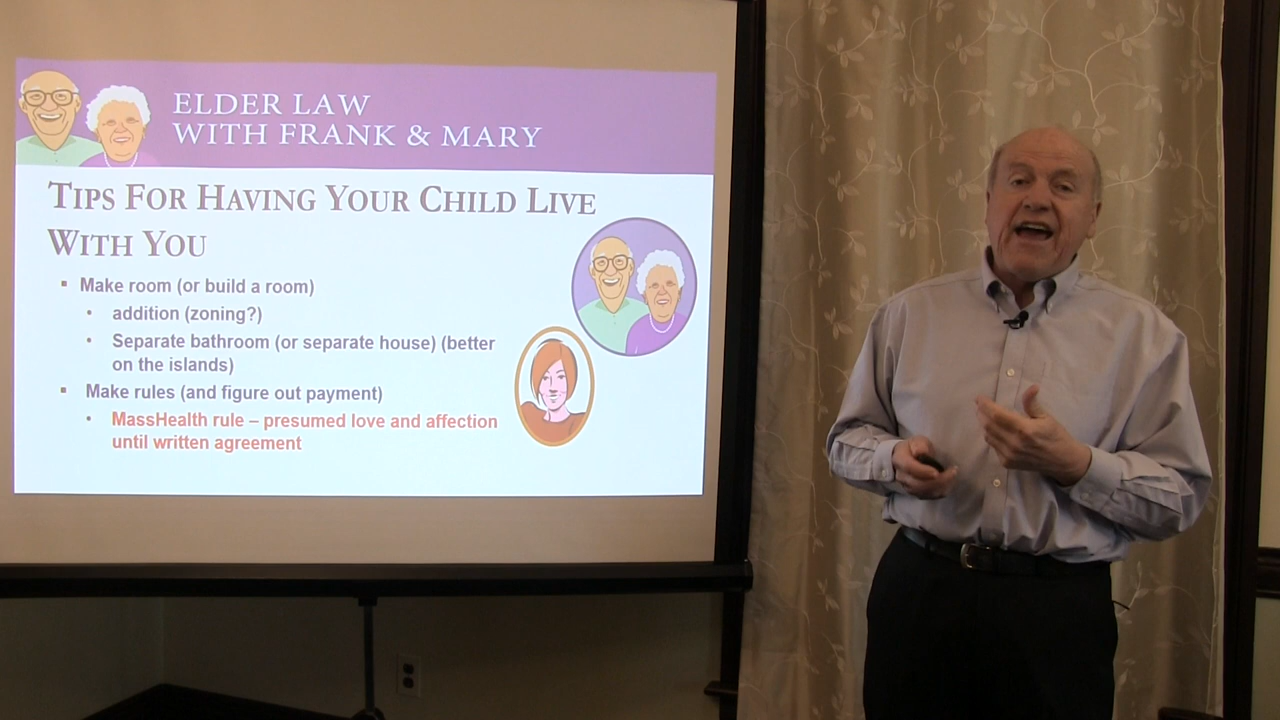 ELDER LAW
WITH FRANK & MARY
TIPS FOR HAVING YOUR CHILD LIVE
WITH YOU
▪ Make room (or build a room)
• addition (zoning?)
• Separate bathroom (or separate house) (better
on the islands)
▪ Make rules (and figure out payment)
• MassHealth rule – presumed love and affection
until written agreement